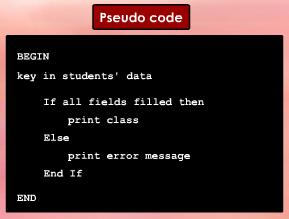 Pseudo code
BEGIN
key in students' data
If all fields filled then
print class
Else
print error message
End If
END